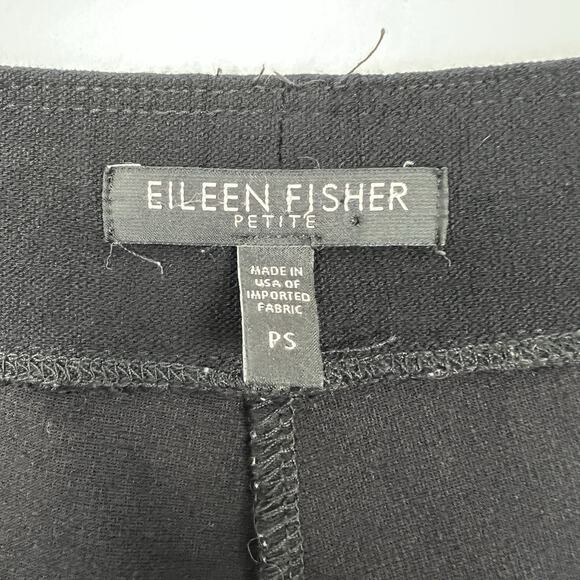 EILEEN FISHER
PETITE
MADE IN
USA OF
IMPORTED
FABRIC
PS